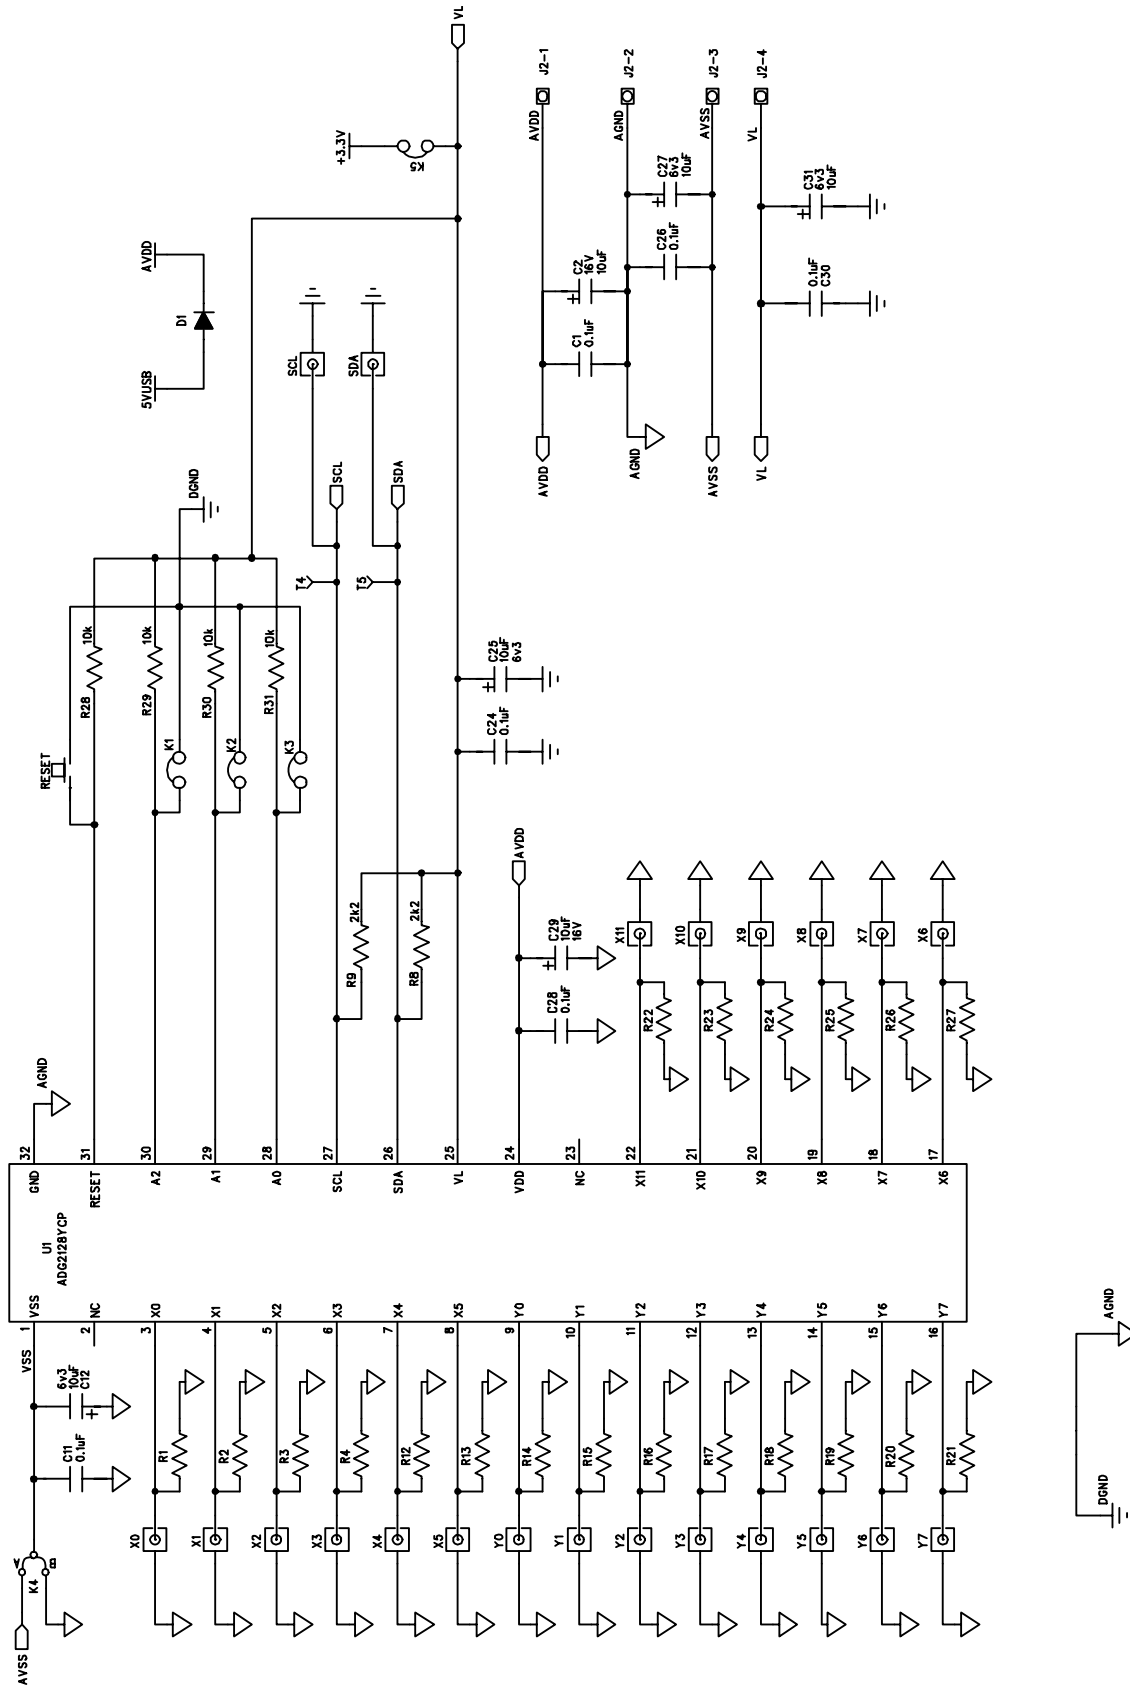 VL
+3.3V
K5
J2-1
J2-2
J2-3
J2-4
AVDD
AGND
AVSS
VL
C27
6v3
10uF
C31
6v3
10uF
C26
0.1uF
C2
16V
10uF
0.1uF
C30
C1
0.1uF
AVDD
D1
5VUSB
SCL
SDA
AVDD
AGND
AVSS
VL
DGND
SCL
SDA
T4
T5
10k
R28
10k
R29
10k
R30
10k
R31
RESET
K1
K2
K3
C25
10uF
6v3
C24
0.1uF
2k2
R9
2k2
R8
AVDD
C29
10uF
16V
C28
0.1uF
X11
X10
X9
X8
X7
X6
R22
R23
R24
R25
R26
R27
AGND
32
31
30
29
28
27
26
25
24
23
22
21
20
19
18
17
GND
RESET
A2
A1
A0
SCL
SDA
VL
VDD
NC
X11
X10
X9
X8
X7
X6
U1
ADG2128YCP
VSS
NC
X0
X1
X2
X3
X4
X5
Y0
Y1
Y2
Y3
Y4
Y5
Y6
Y7
1
2
3
4
5
6
7
8
9
10
11
12
13
14
15
16
VSS
6v3
10uF
C12
C11
0.1uF
R1
R2
R3
R4
R12
R13
R14
R15
R16
R17
R18
R19
R20
R21
X0
X1
X2
X3
X4
X5
Y0
Y1
Y2
Y3
Y4
Y5
Y6
Y7
A
B
K4
AVSS
AGND
DGND